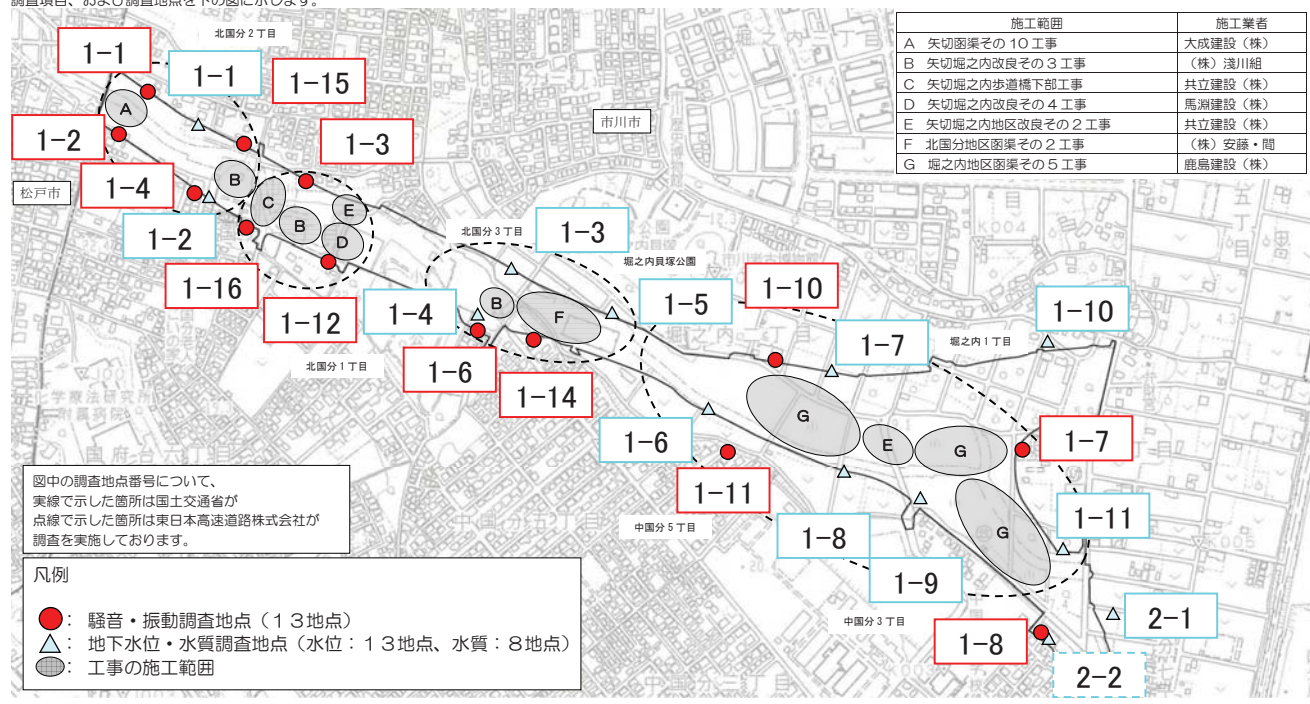 調査項目、および調査地点を下の図に示します。
施工範囲 施工業者
A 矢切函渠その10工事 大成建設（株）
B 矢切堀之内改良その3工事 （株）淺川組
C 矢切堀之内歩道橋下部工事 共立建設（株）
D 矢切堀之内改良その4工事 馬淵建設（株）
E 矢切堀之内地区改良その2工事 共立建設（株）
F 北国分地区函渠その2工事 （株）安藤・間
G 堀之内地区函渠その5工事 鹿島建設（株）
北国分2丁目
1-1
1-1
1-15
1-3
市川市
A
1-2
松戸市
1-4
B
C
B
E
D
1-2
1-16
1-12
北国分1丁目
北国分3丁目
1-3
堀之内貝塚公園
1-4
B
F
1-5
1-10
1-10
堀之内1丁目
1-7
1-6
1-14
1-6
G
E
G
1-7
1-11
中国分5丁目
G
1-11
1-8
1-9
中国分3丁目
1-8
2-1
2-2
図中の調査地点番号について、
実線で示した箇所は国土交通省が
点線で示した箇所は東日本高速道路株式会社が
調査を実施しております。
凡例
：騒音・振動調査地点（13地点）
：地下水位・水質調査地点（水位：13地点、水質：8地点）
：工事の施工範囲